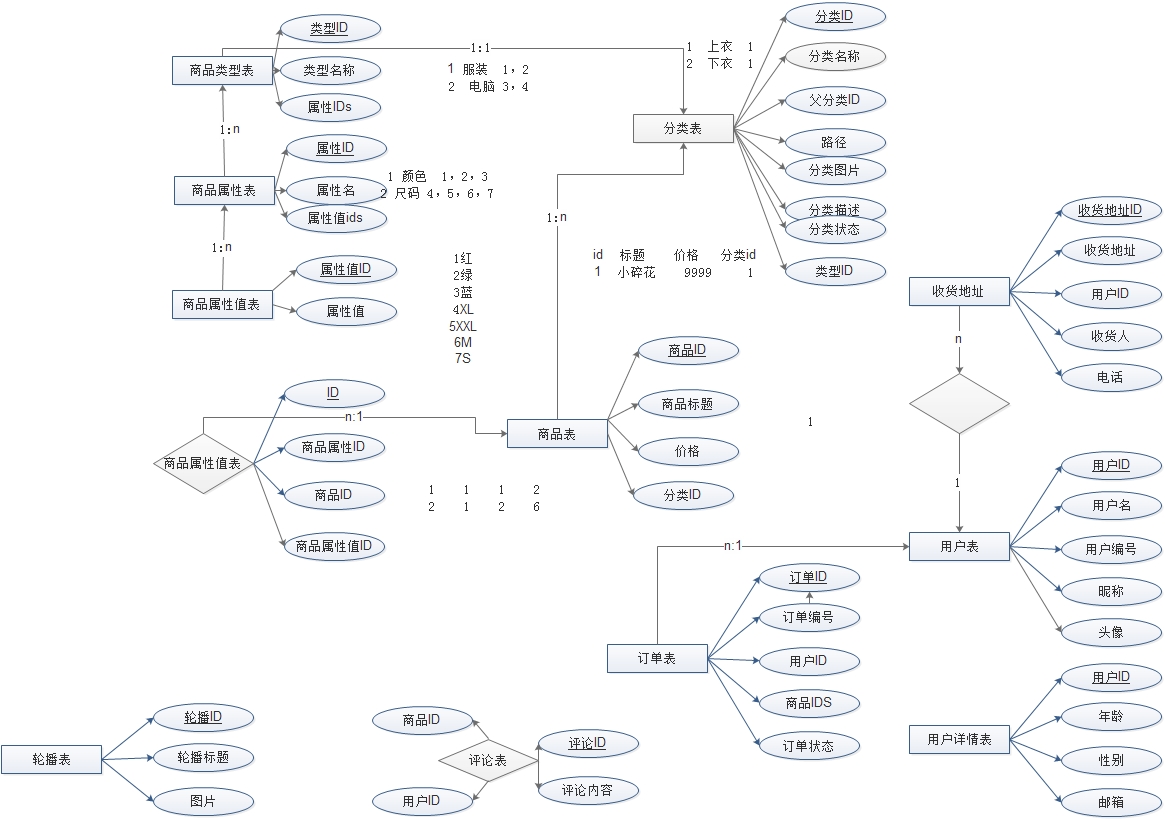 类型ID
商品类型表
类型名称
属性IDs
1:1
1 服装 1，2
2 电脑 3，4
1 上衣 1
2 下衣 1
分类ID
分类名称
父分类ID
分类表
路径
分类图片
分类描述
分类状态
类型ID
1:n
属性ID
商品属性表
属性名
属性值ids
1 颜色 1，2，3
2 尺码 4，5，6，7
1:n
属性值ID
商品属性值表
属性值
1红
2绿
3蓝
4XL
5XXL
6M
7S
1:n
id 标题 价格 分类id
1 小碎花 9999 1
收货地址ID
收货地址
收货地址
用户ID
收货人
电话
n
1
商品ID
商品标题
商品表
价格
分类ID
1
ID
n:1
商品属性值表
商品属性ID
商品ID
商品属性值ID
1 1 1 2
2 1 2 6
用户ID
用户名
用户表
用户编号
昵称
头像
n:1
订单ID
订单编号
订单表
用户ID
商品IDS
订单状态
用户ID
年龄
用户详情表
性别
邮箱
轮播ID
轮播表
轮播标题
图片
商品ID
评论表
用户ID
评论ID
评论内容